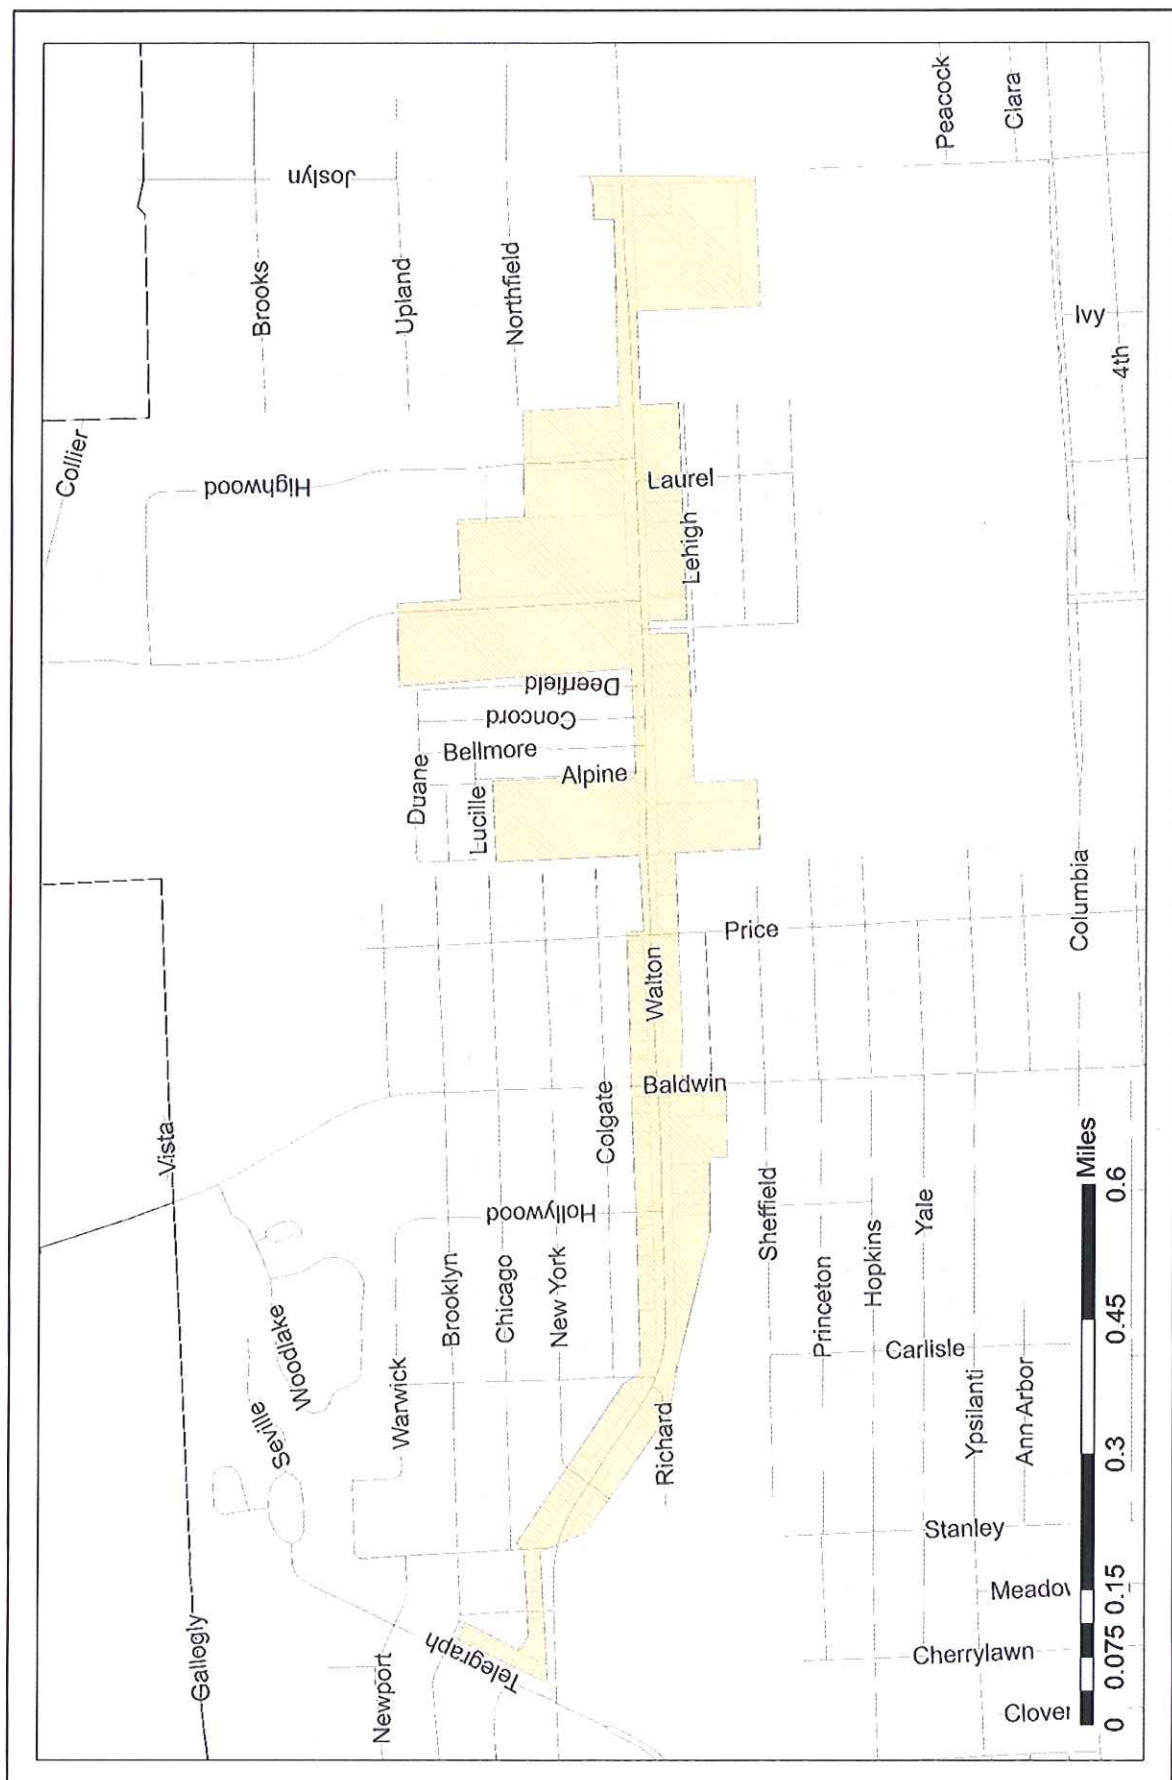 Peacock
Clara
Joslyn
Brooks
Upland
Northfield
Ivy
4th
Collier
Highwood
Laurel
Lehigh
Deerfield
Concord
Bellmore
Alpine
Duane
Lucille
Price
Columbia
Walton
Baldwin
Colgate
Vista
Hollywood
Sheffield
Yale
Hopkins
Princeton
Brooklyn
Chicago
New York
Woodlake
Seville
Warwick
Carlisle
Ypsilanti
Ann Arbor
Richard
Stanley
Meadow
Gallogly
Telegraph
Newport
Cherrylawn
Clover
Miles
0 0.075 0.15 0.3 0.45 0.6